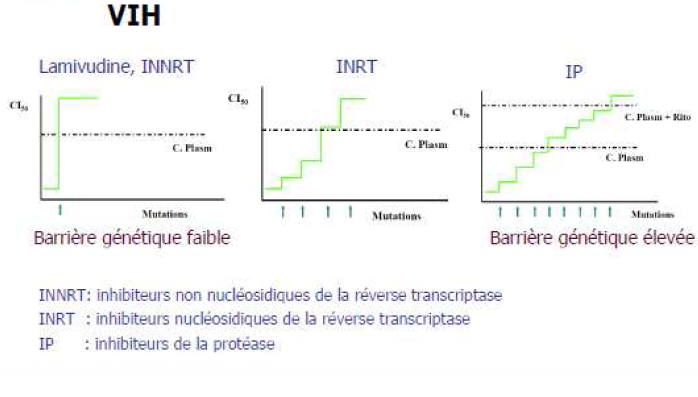 VIH
Lamivudine, INNRT
INRT
IP
CI₅₀
C. Plasm
Mutations
CI₅₀
C. Plasm
Mutations
CI₅₀
C. Plasm + Rito
C. Plasm
Mutations
Barrière génétique faible
Barrière génétique élevée
INNRT: inhibiteurs non nucléosidiques de la réverse transcriptase
INRT : inhibiteurs nucléosidiques de la réverse transcriptase
IP : inhibiteurs de la protéase